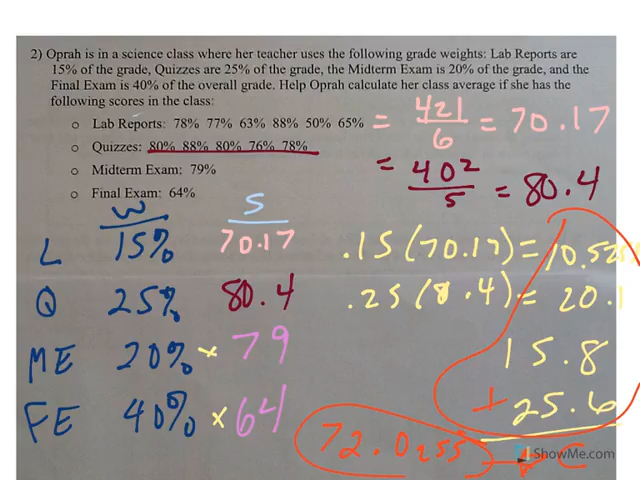 2) Oprah is in a science class where her teacher uses the following grade weights: Lab Reports are
15% of the grade, Quizzes are 25% of the grade, the Midterm Exam is 20% of the grade, and the
Final Exam is 40% of the overall grade. Help Oprah calculate her class average if she has the
following scores in the class:
o Lab Reports: 78% 77% 63% 88% 50% 65% = 421/6 = 70.17
o Quizzes: 80% 88% 80% 76% 78% = 402/5 = 80.4
o Midterm Exam: 79%
o Final Exam: 64%
W S
L 15% 70.17 .15(70.17) = 10.5255
Q 25% 80.4 .25(8 .4) = 20.1
ME 20% × 79 15.8
FE 40% × 64 + 25.6
72.0255 → C
ShowMe.com